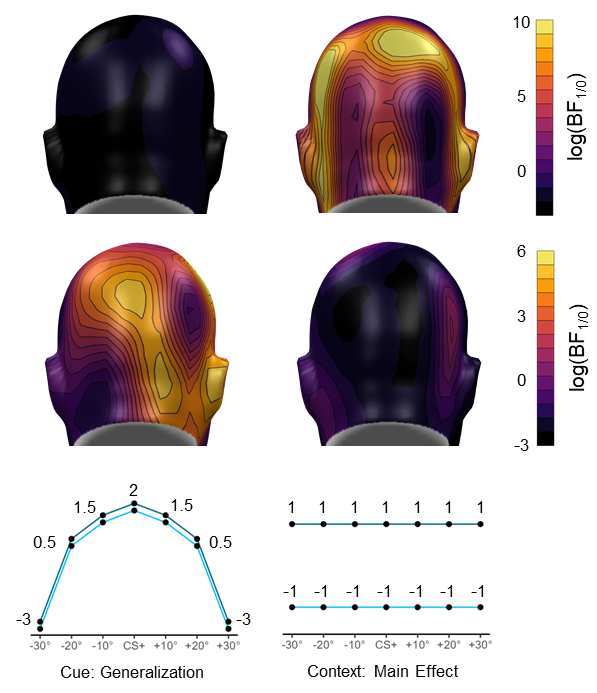 10
5
0
log(BF1/0)
6
3
0
-3
log(BF1/0)
2
1.5 1.5
0.5 0.5
-3 -3
-30° -20° -10° CS+ +10° +20° +30°
Cue: Generalization
1 1 1 1 1 1 1
-1 -1 -1 -1 -1 -1 -1
-30° -20° -10° CS+ +10° +20° +30°
Context: Main Effect